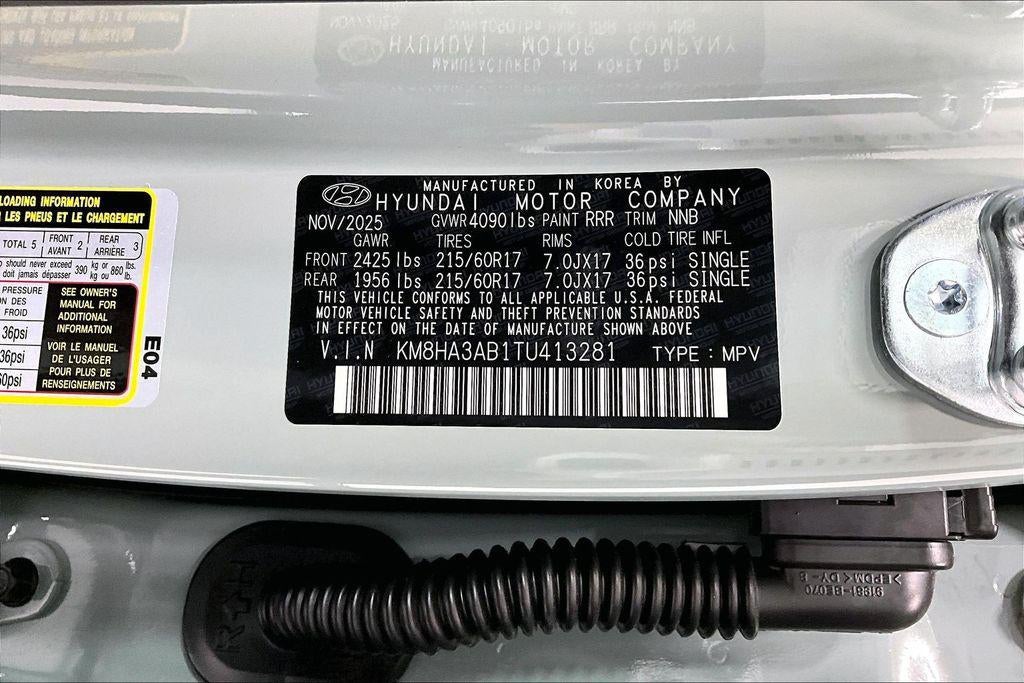 MANUFACTURED IN KOREA BY
HYUNDAI MOTOR COMPANY
NOV/2025 GVWR 4090 lbs PAINT RRR TRIM NNB
GAWR TIRES RIMS COLD TIRE INFL
FRONT 2425 lbs 215/60R17 7.0JX17 36psi SINGLE
REAR 1956 lbs 215/60R17 7.0JX17 36psi SINGLE
THIS VEHICLE CONFORMS TO ALL APPLICABLE U.S.A. FEDERAL
MOTOR VEHICLE SAFETY AND THEFT PREVENTION STANDARDS
IN EFFECT ON THE DATE OF MANUFACTURE SHOWN ABOVE
V.I.N KM8HA3AB1TU413281 TYPE : MPV
LOADING INFORMATION
LES PNEUS ET LE CHARGEMENT
TOTAL 5 FRONT AVANT 2 REAR ARRIÈRE 3
should never exceed 390 kg or 860 lb.
doit jamais dépasser kg ou lb.
PRESSURE
DES
FROID
36psi
36psi
60psi
SEE OWNER'S
MANUAL FOR
ADDITIONAL
INFORMATION
VOIR LE MANUEL
DE L'USAGER
POUR PLUS DE
RENSEIGNEMENTS
E04
R H
>EPDM<DY-8